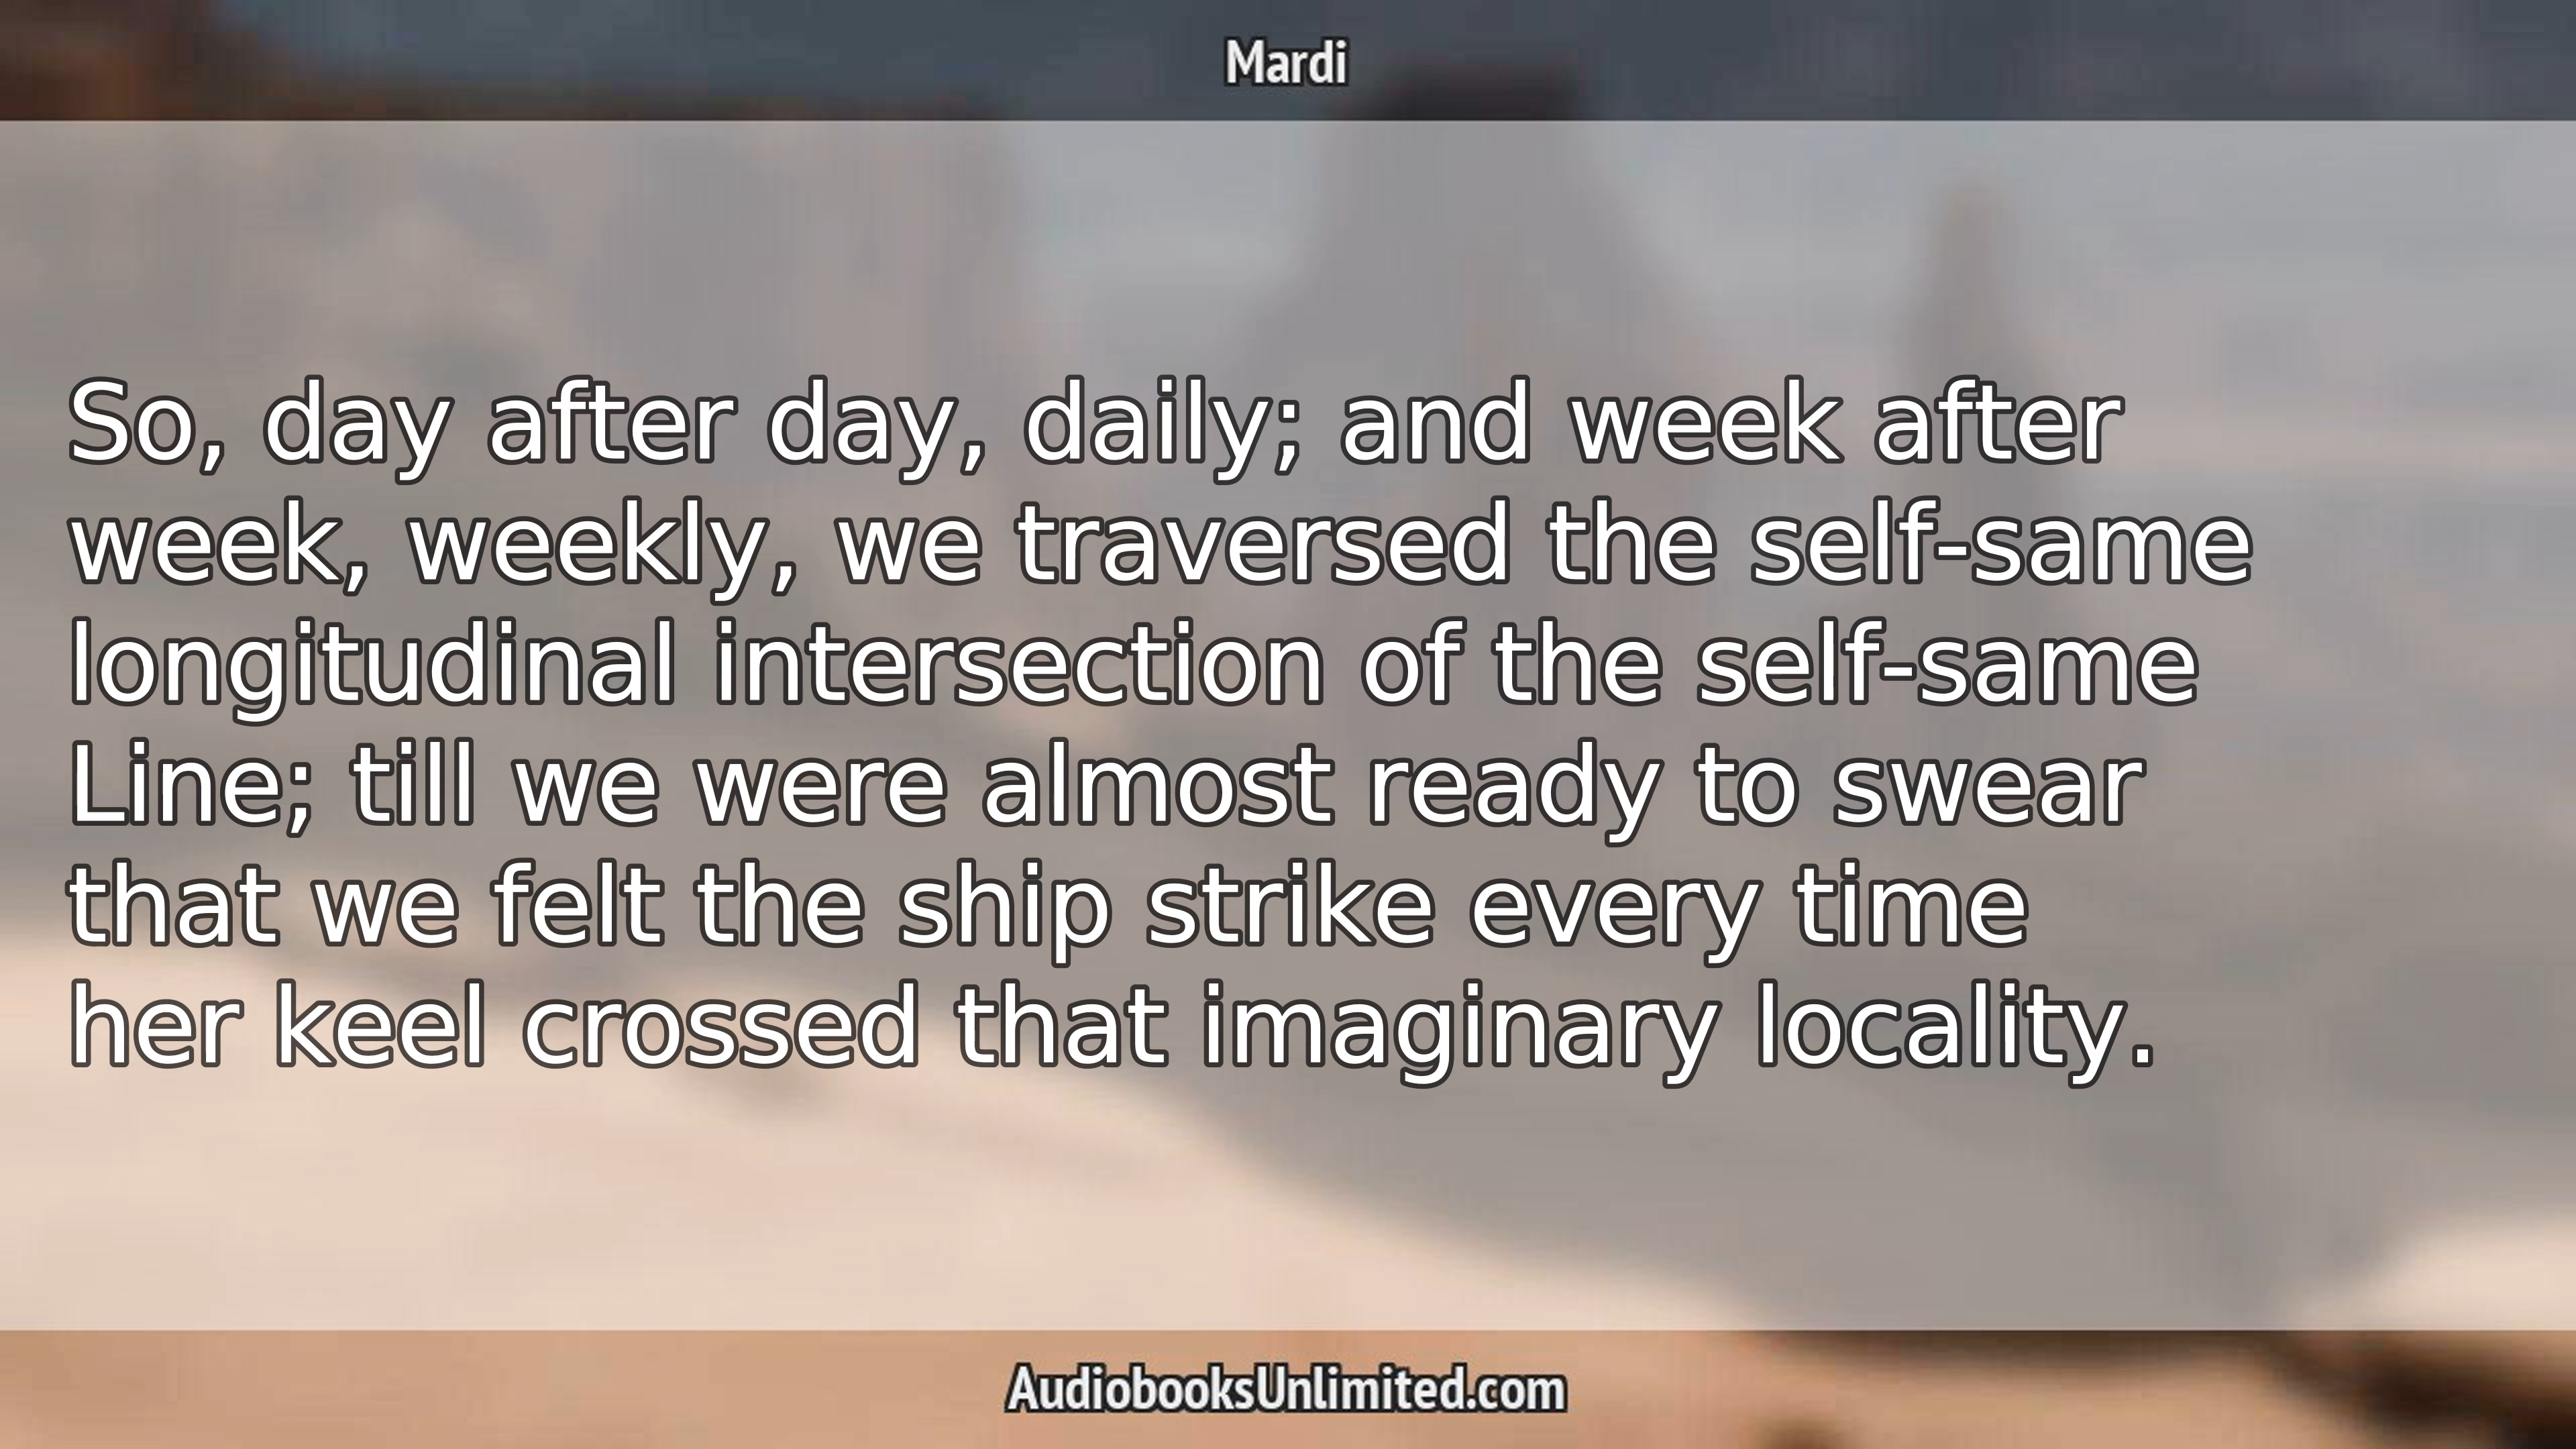 Mardi
So, day after day, daily; and week after
week, weekly, we traversed the self-same
longitudinal intersection of the self-same
Line; till we were almost ready to swear
that we felt the ship strike every time
her keel crossed that imaginary locality.
AudiobooksUnlimited.com